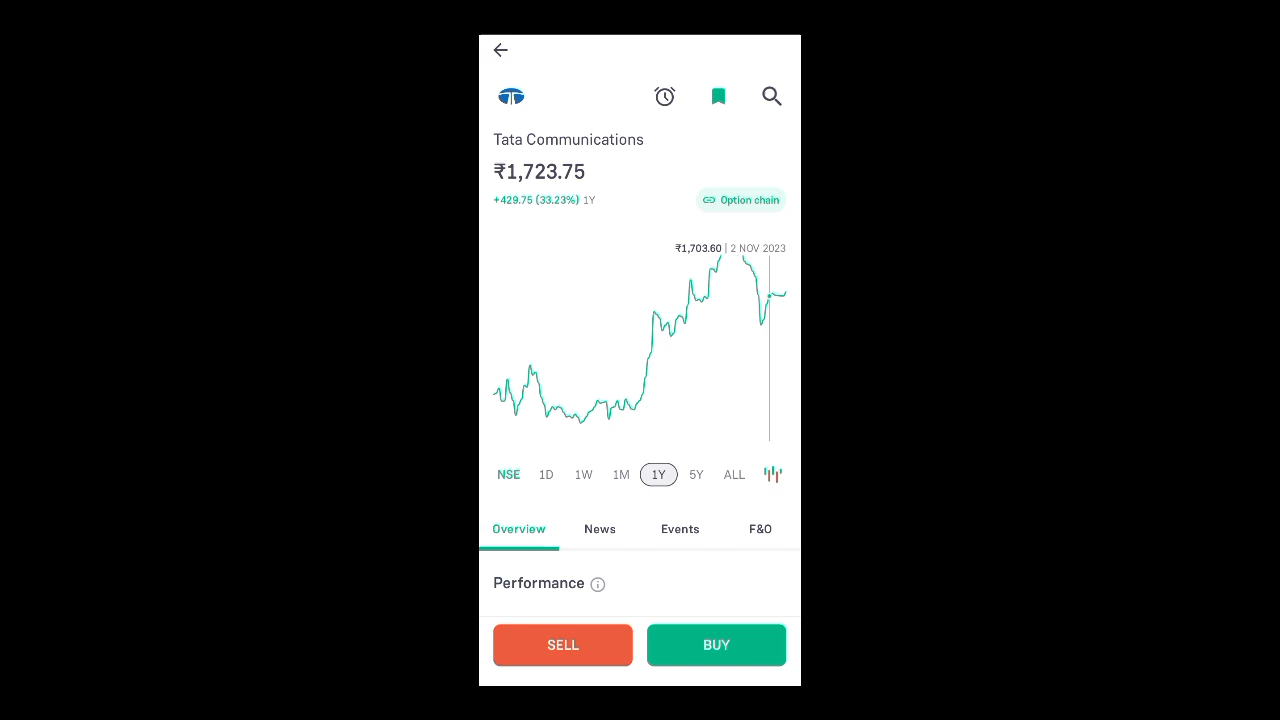 Tata Communications
₹1,723.75
+429.75 (33.23%) 1Y
Option chain
₹1,703.60 | 2 NOV 2023
NSE 1D 1W 1M 1Y 5Y ALL
Overview News Events F&O
Performance
SELL BUY